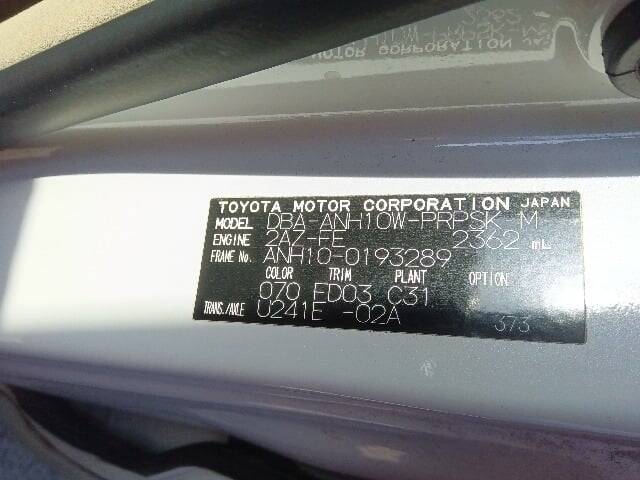 TOYOTA MOTOR CORPORATION JAPAN
MODEL DBA-ANH10W-PRPSK M
ENGINE 2AZ-FE 2362 mL
FRAME NO. ANH10-0193289
COLOR TRIM PLANT OPTION
070 FD03 C31
TRANS./AXLE U241E -02A
373